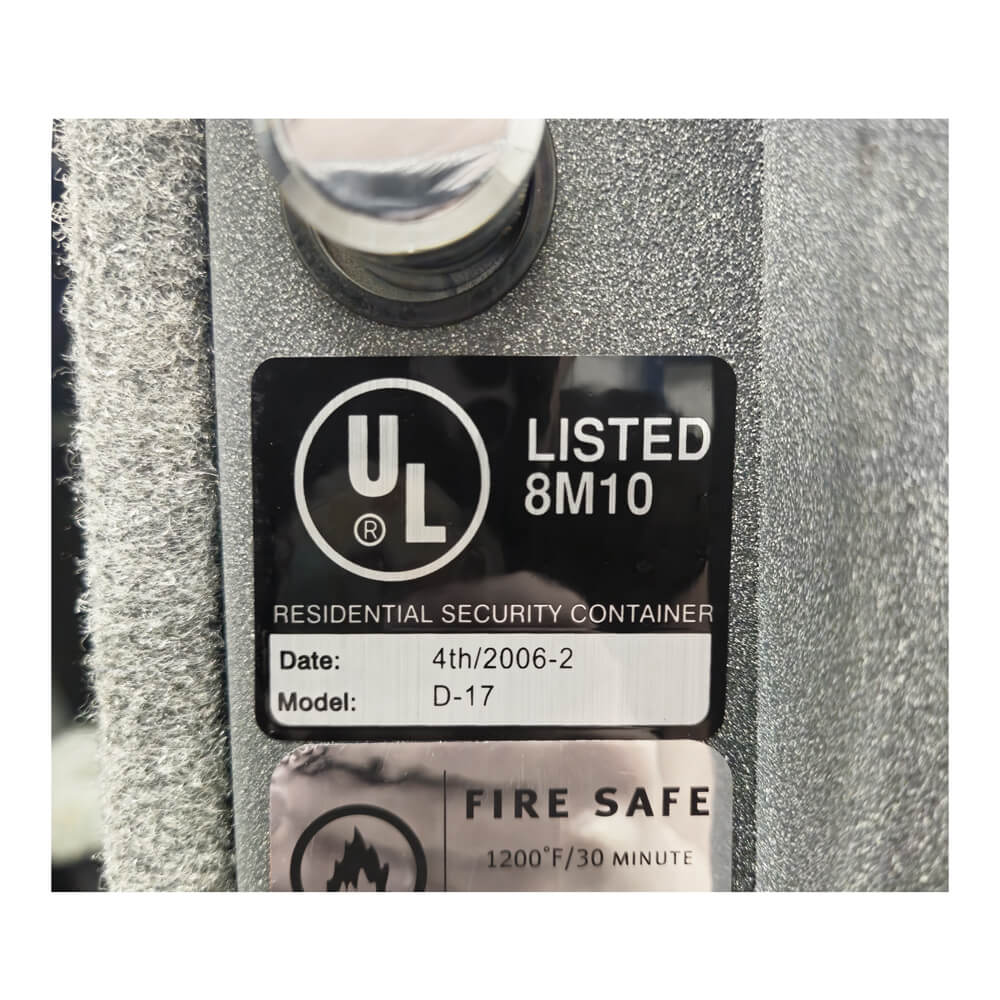 UL
®
LISTED
8M10
RESIDENTIAL SECURITY CONTAINER
Date: 4th/2006-2
Model: D-17
FIRE SAFE
1200°F/30 MINUTE